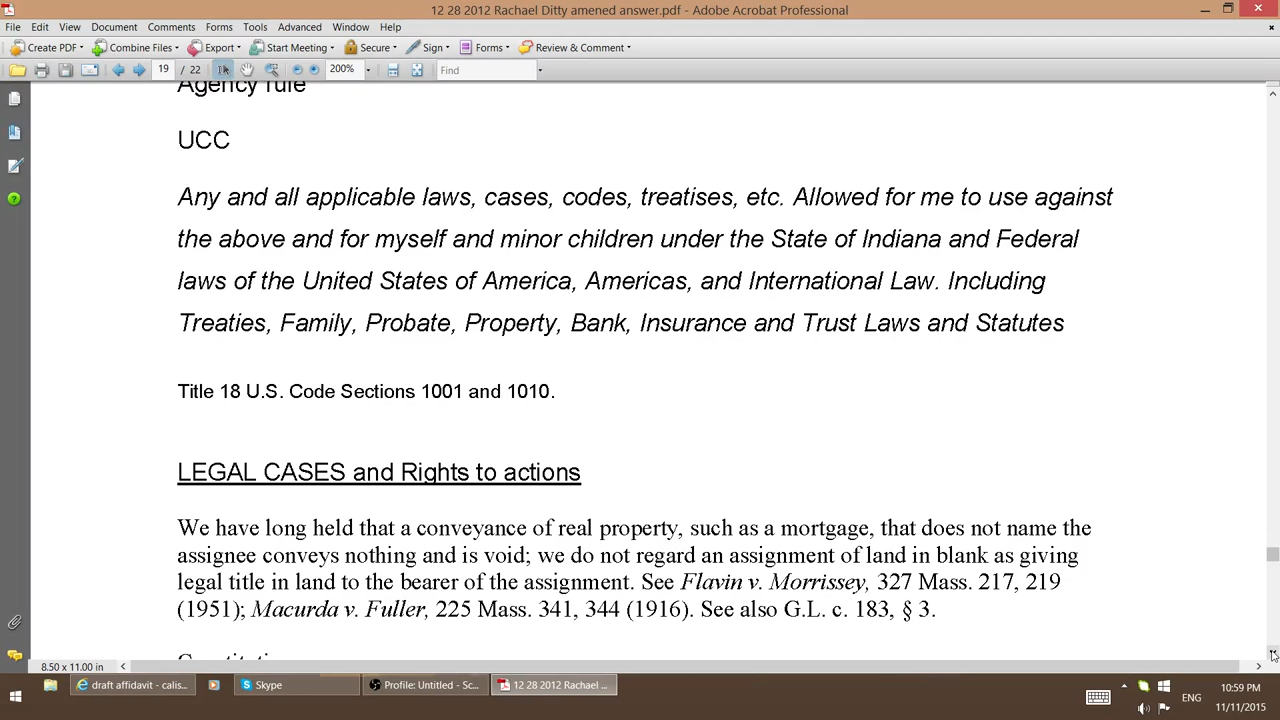 12 28 2012 Rachael Ditty amened answer.pdf - Adobe Acrobat Professional
File Edit View Document Comments Forms Tools Advanced Window Help
Create PDF Combine Files Export Start Meeting Secure Sign Forms Review & Comment
19 / 22 200% Find
Agency rule
UCC
Any and all applicable laws, cases, codes, treatises, etc. Allowed for me to use against
the above and for myself and minor children under the State of Indiana and Federal
laws of the United States of America, Americas, and International Law. Including
Treaties, Family, Probate, Property, Bank, Insurance and Trust Laws and Statutes
Title 18 U.S. Code Sections 1001 and 1010.
LEGAL CASES and Rights to actions
We have long held that a conveyance of real property, such as a mortgage, that does not name the
assignee conveys nothing and is void; we do not regard an assignment of land in blank as giving
legal title in land to the bearer of the assignment. See Flavin v. Morrissey, 327 Mass. 217, 219
(1951); Macurda v. Fuller, 225 Mass. 341, 344 (1916). See also G.L. c. 183, § 3.
8.50 x 11.00 in
draft affidavit - calis... Skype Profile: Untitled - Sc... 12 28 2012 Rachael ... ENG 10:59 PM
11/11/2015